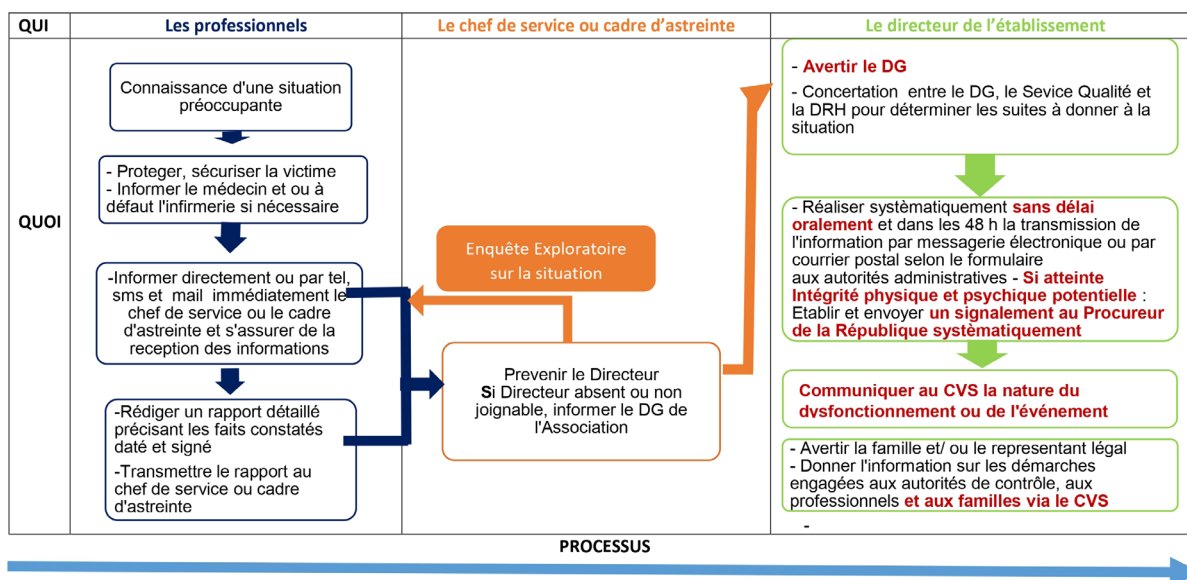 QUI
Les professionnels
Le chef de service ou cadre d'astreinte
Le directeur de l'établissement
QUOI
Connaissance d'une situation
préoccupante
- Proteger, sécuriser la victime
- Informer le médecin et ou à
défaut l'infirmerie si nécessaire
-Informer directement ou par tel,
sms et mail immédiatement le
chef de service ou le cadre
d'astreinte et s'assurer de la
reception des informations
-Rédiger un rapport détaillé
précisant les faits constatés
daté et signé
-Transmettre le rapport au
chef de service ou cadre
d'astreinte
Enquête Exploratoire
sur la situation
Prevenir le Directeur
Si Directeur absent ou non
joignable, informer le DG de
l'Association
- Avertir le DG
- Concertation entre le DG, le Sevice Qualité et
la DRH pour déterminer les suites à donner à la
situation
- Réaliser systèmatiquement sans délai
oralement et dans les 48 h la transmission de
l'information par messagerie électronique ou par
courrier postal selon le formulaire
aux autorités administratives - Si atteinte
Intégrité physique et psychique potentielle :
Etablir et envoyer un signalement au Procureur
de la République systèmatiquement
Communiquer au CVS la nature du
dysfonctionnement ou de l'événement
- Avertir la famille et/ ou le representant légal
- Donner l'information sur les démarches
engagées aux autorités de contrôle, aux
professionnels et aux familles via le CVS
-
PROCESSUS